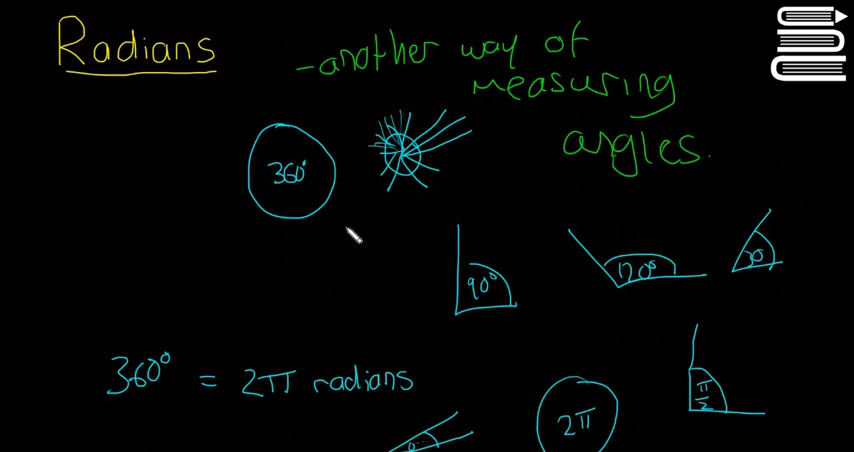 Radians
-another way of
measuring
angles.
360°
90°
120°
30
360° = 2π radians
2π
π/2